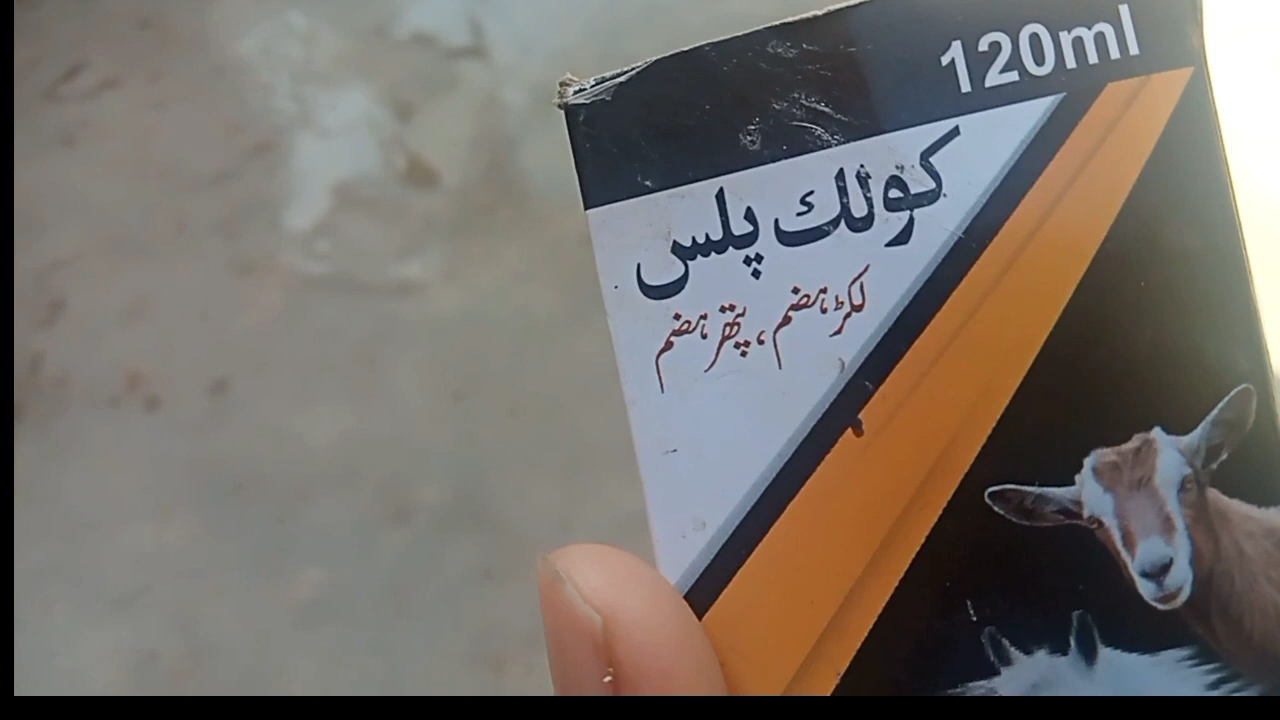 120ml
کولک پلس
لکڑ ہضم، پتھر ہضم